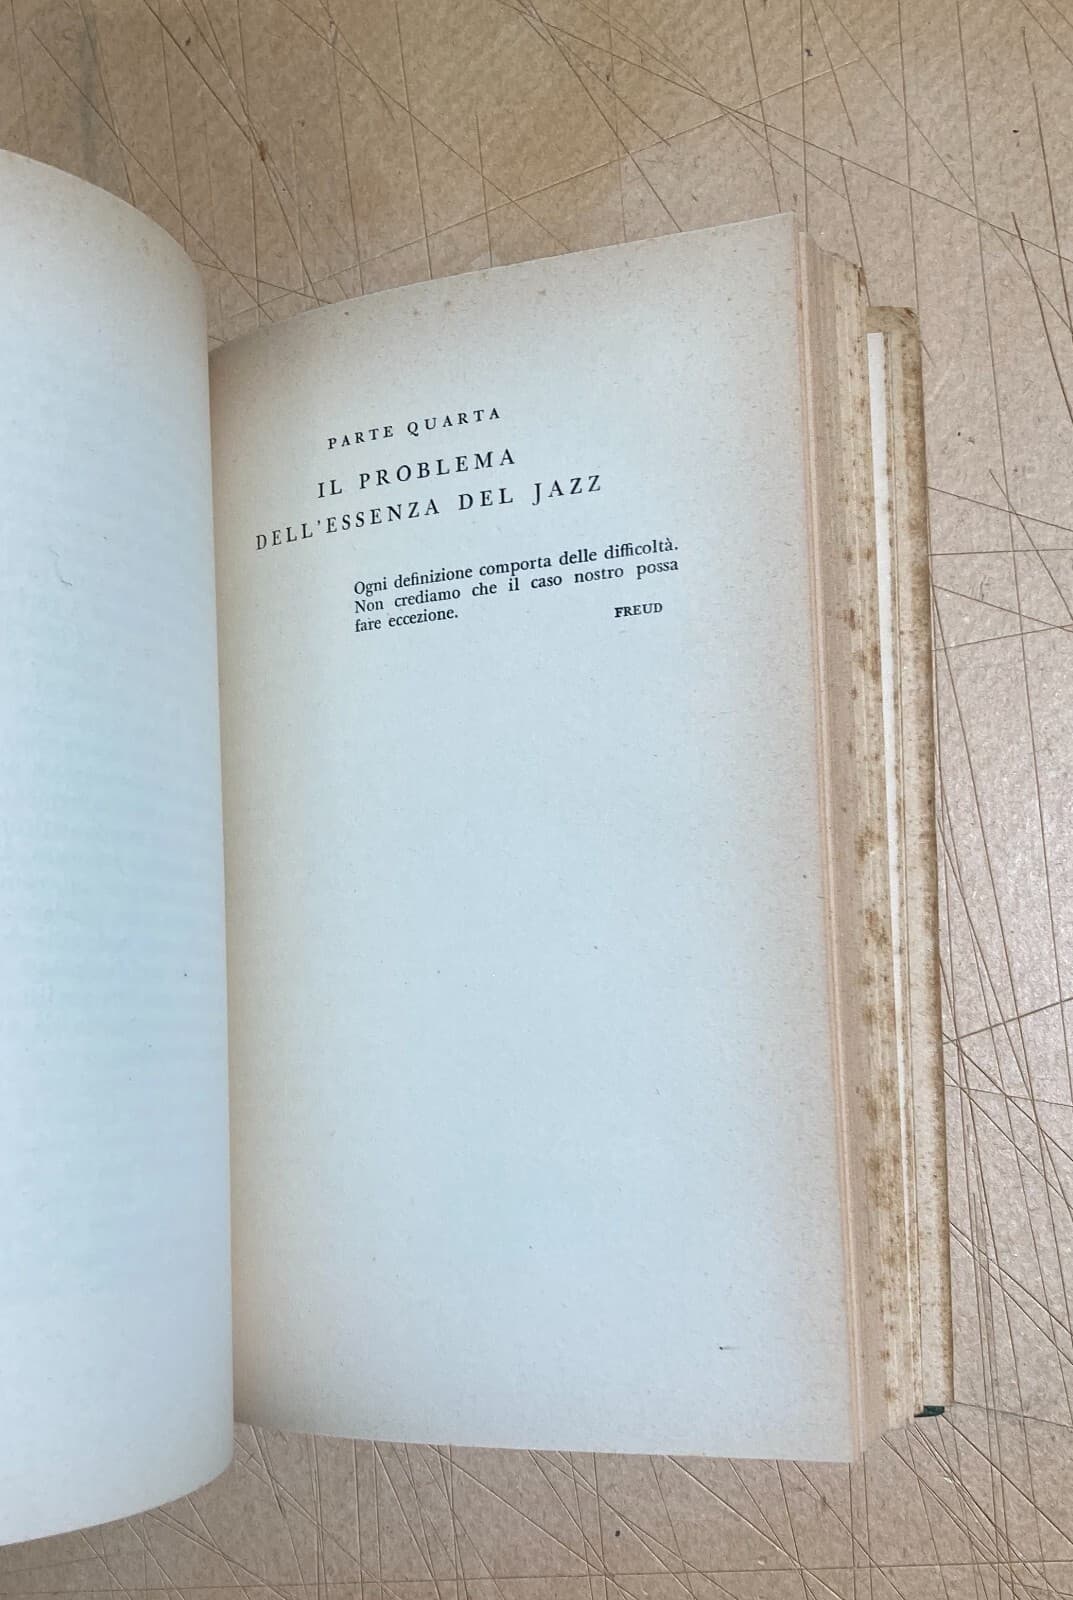 PARTE QUARTA
IL PROBLEMA
DELL'ESSENZA DEL JAZZ
Ogni definizione comporta delle difficoltà.
Non crediamo che il caso nostro possa
fare eccezione.
FREUD